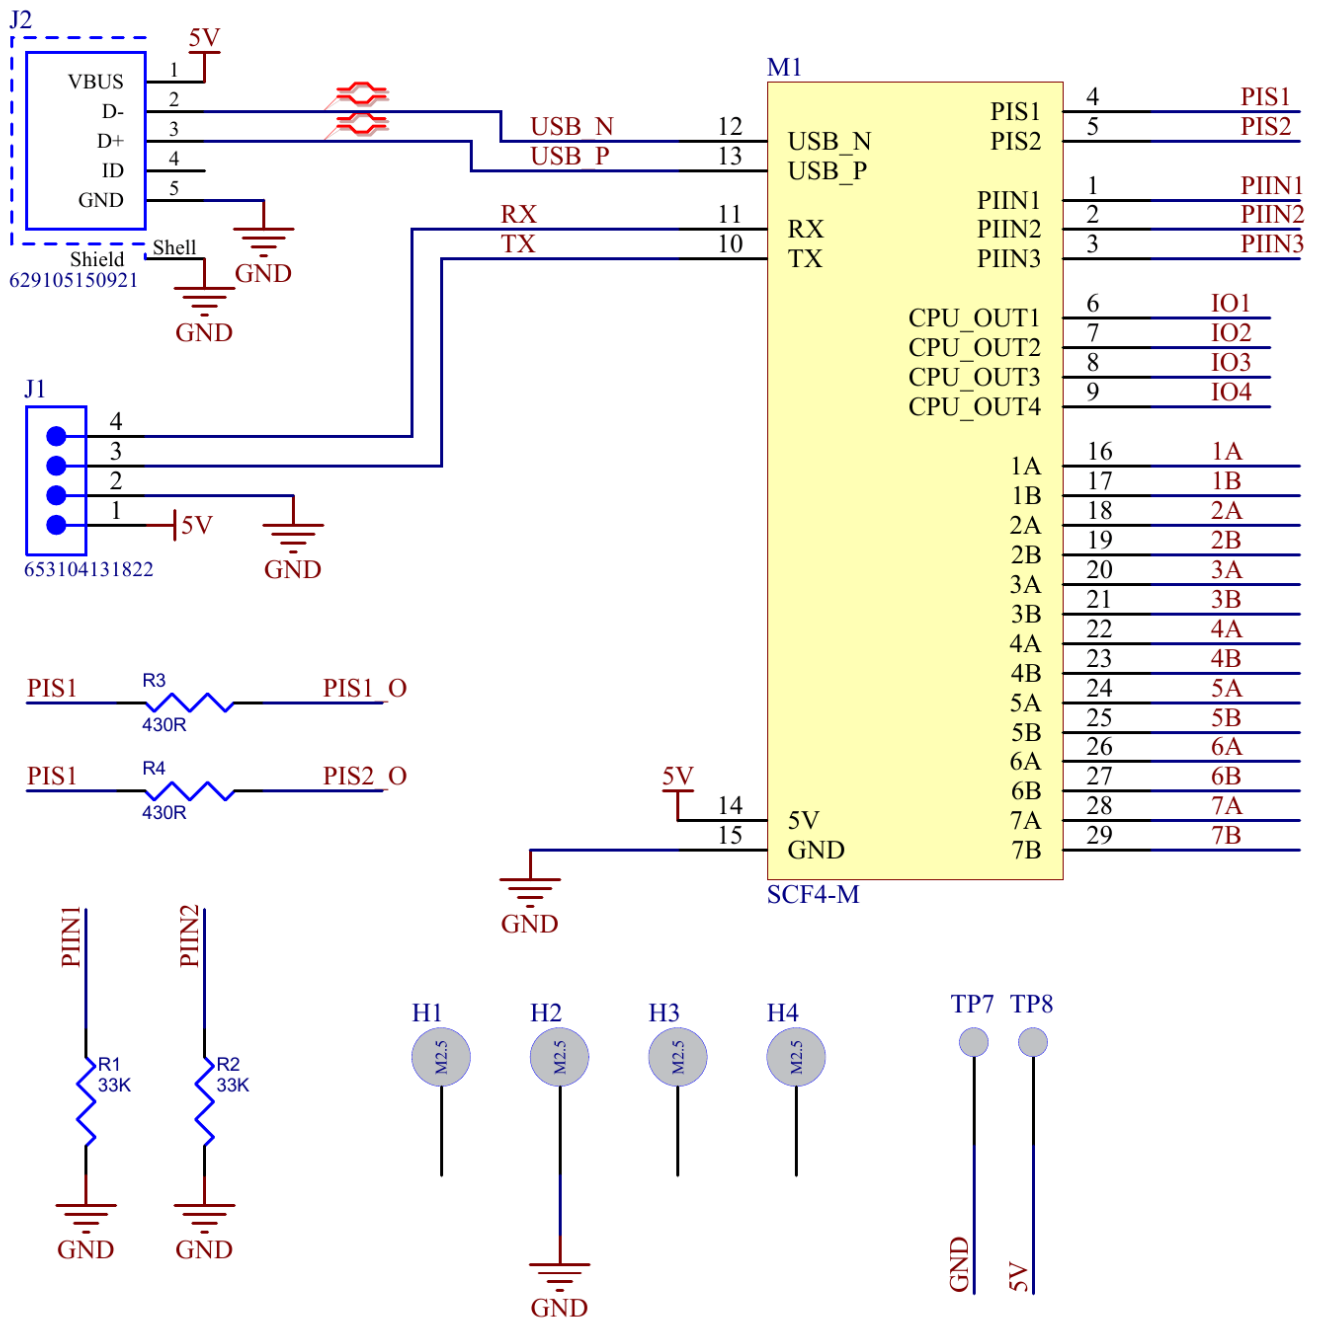 J2
5V
VBUS 1
D- 2
D+ 3
ID 4
GND 5
GND
Shield Shell
629105150921
GND
USB_N 12
USB_P 13
RX 11
TX 10
M1
USB_N
USB_P
RX
TX
PIS1 4 PIS1
PIS2 5 PIS2
PIIN1 1 PIIN1
PIIN2 2 PIIN2
PIIN3 3 PIIN3
CPU_OUT1 6 IO1
CPU_OUT2 7 IO2
CPU_OUT3 8 IO3
CPU_OUT4 9 IO4
1A 16 1A
1B 17 1B
2A 18 2A
2B 19 2B
3A 20 3A
3B 21 3B
4A 22 4A
4B 23 4B
5A 24 5A
5B 25 5B
6A 26 6A
6B 27 6B
7A 28 7A
7B 29 7B
5V 14 5V
15 GND
GND
SCF4-M
J1
4
3
2
1 5V
GND
653104131822
PIS1 R3 PIS1_O
430R
PIS1 R4 PIS2_O
430R
PIIN1
R1
33K
GND
PIIN2
R2
33K
GND
H1
M2.5
H2
M2.5
GND
H3
M2.5
H4
M2.5
TP7
GND
TP8
5V